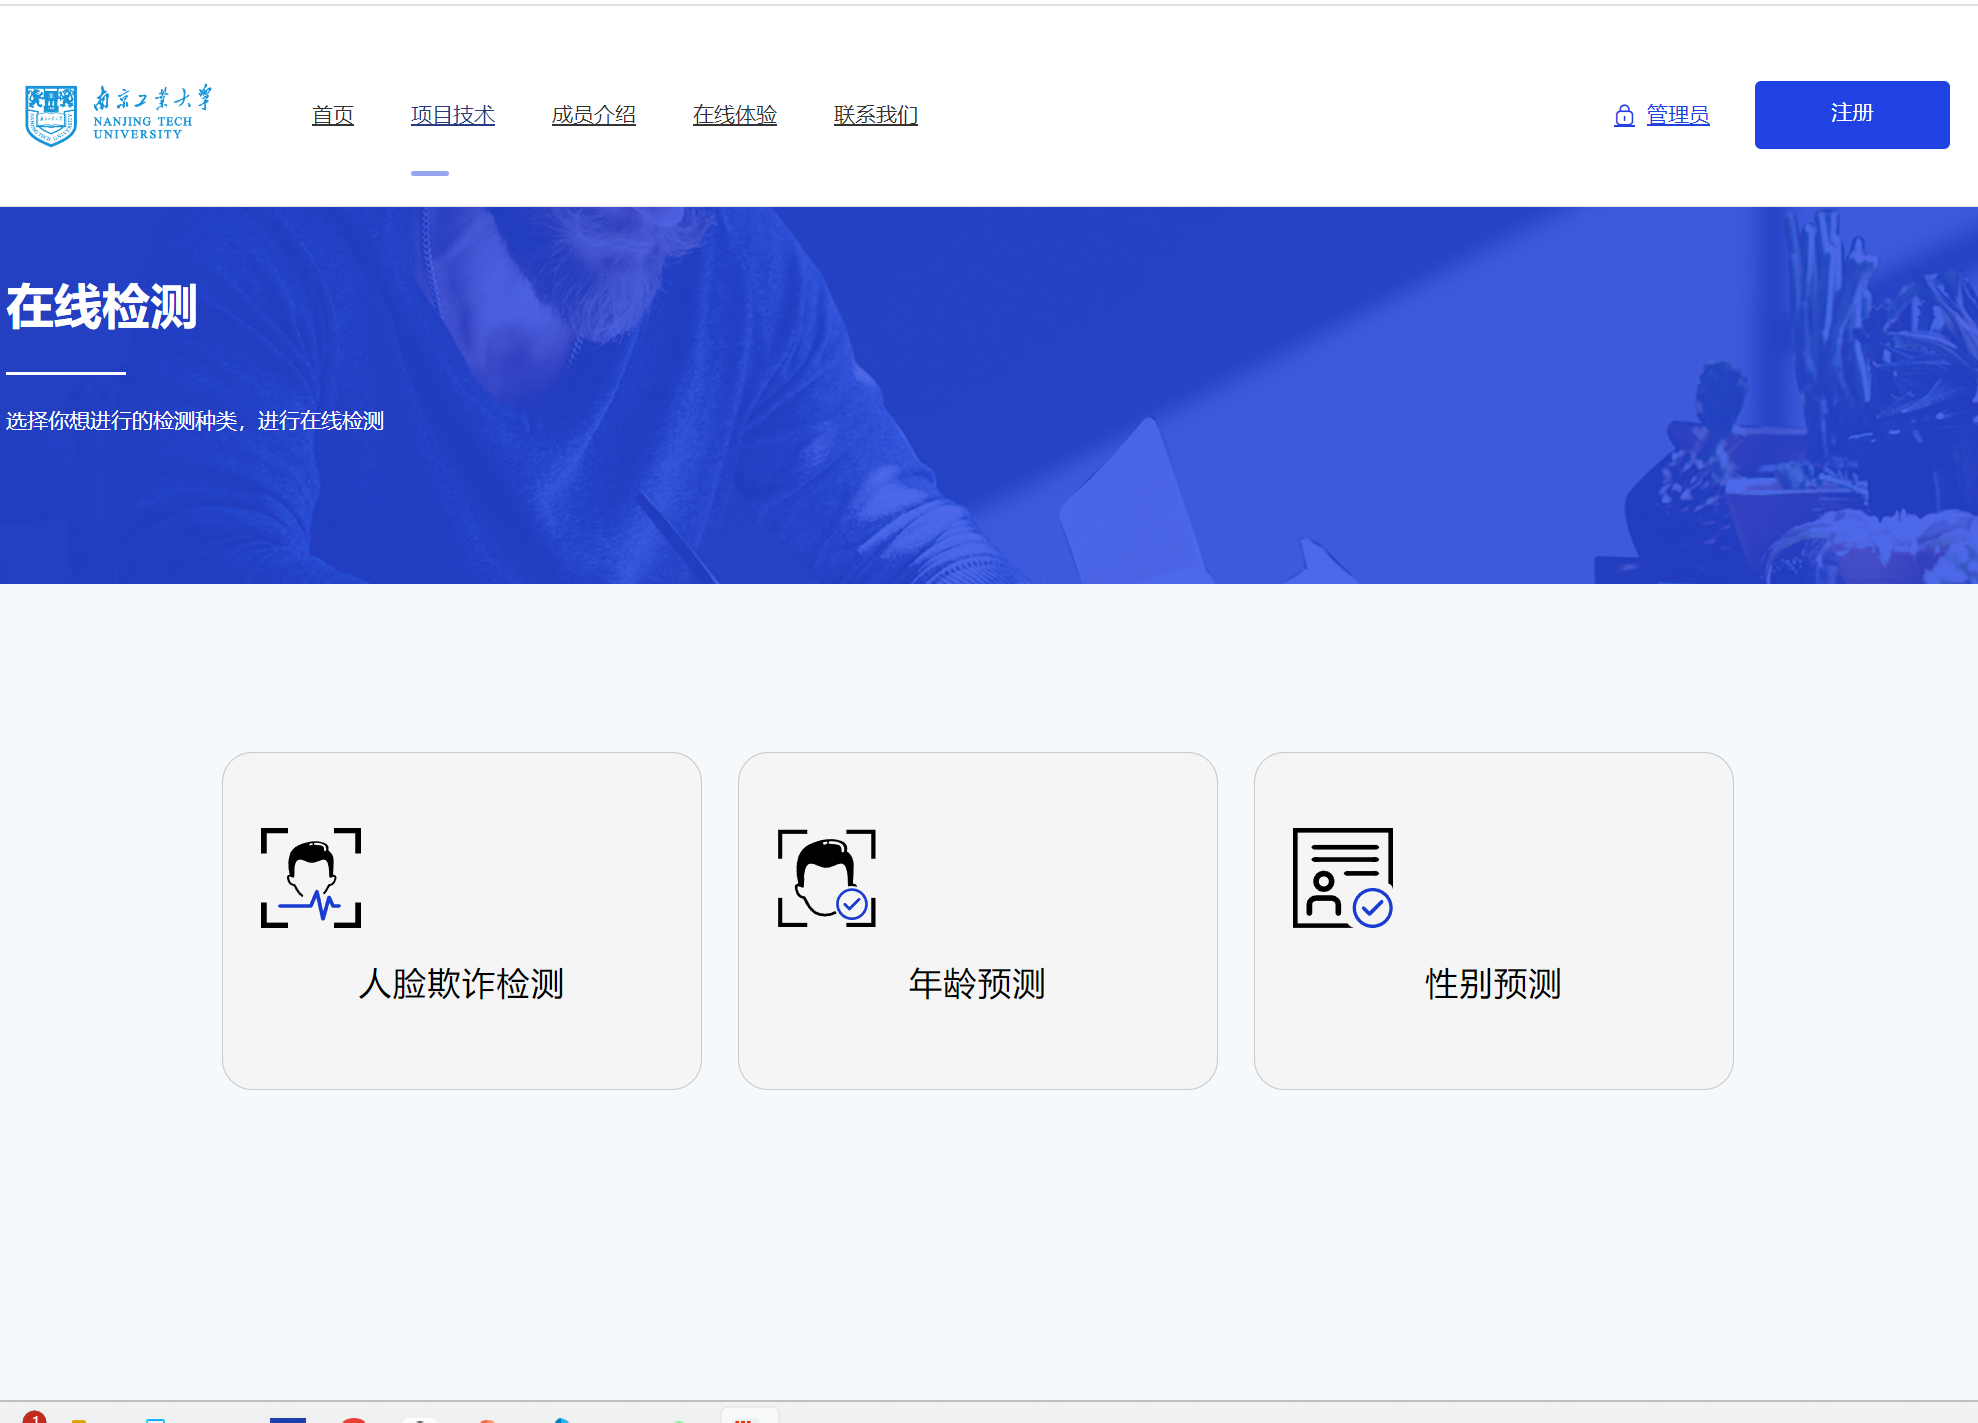 南京工业大学
NANJING TECH
UNIVERSITY
首页 项目技术 成员介绍 在线体验 联系我们 管理员 注册
在线检测
选择你想进行的检测种类，进行在线检测
人脸欺诈检测 年龄预测 性别预测
1